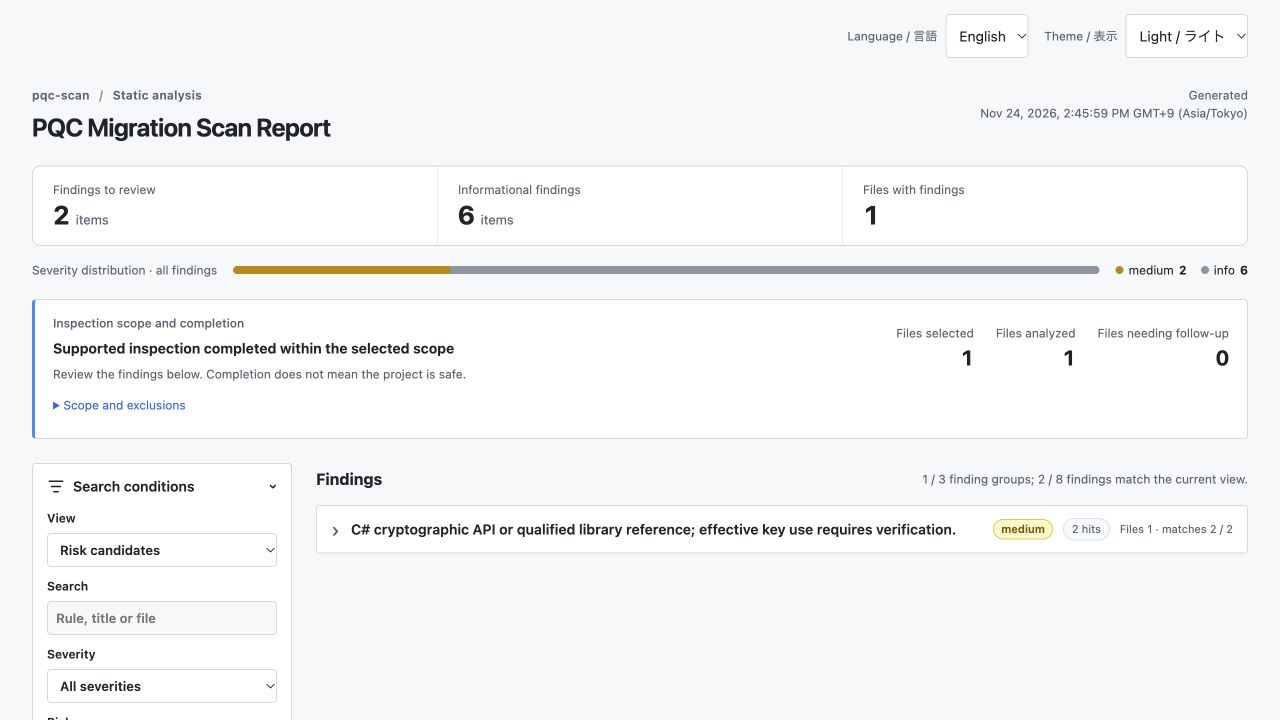 Language / 言語 English Theme / 表示 Light / ライト
pqc-scan / Static analysis
PQC Migration Scan Report
Generated
Nov 24, 2026, 2:45:59 PM GMT+9 (Asia/Tokyo)
Findings to review
2 items
Informational findings
6 items
Files with findings
1
Severity distribution · all findings
medium 2 info 6
Inspection scope and completion
Supported inspection completed within the selected scope
Review the findings below. Completion does not mean the project is safe.
Scope and exclusions
Files selected
1
Files analyzed
1
Files needing follow-up
0
Search conditions
View
Risk candidates
Search
Rule, title or file
Severity
All severities
Findings
1 / 3 finding groups; 2 / 8 findings match the current view.
C# cryptographic API or qualified library reference; effective key use requires verification.
medium 2 hits Files 1 · matches 2 / 2